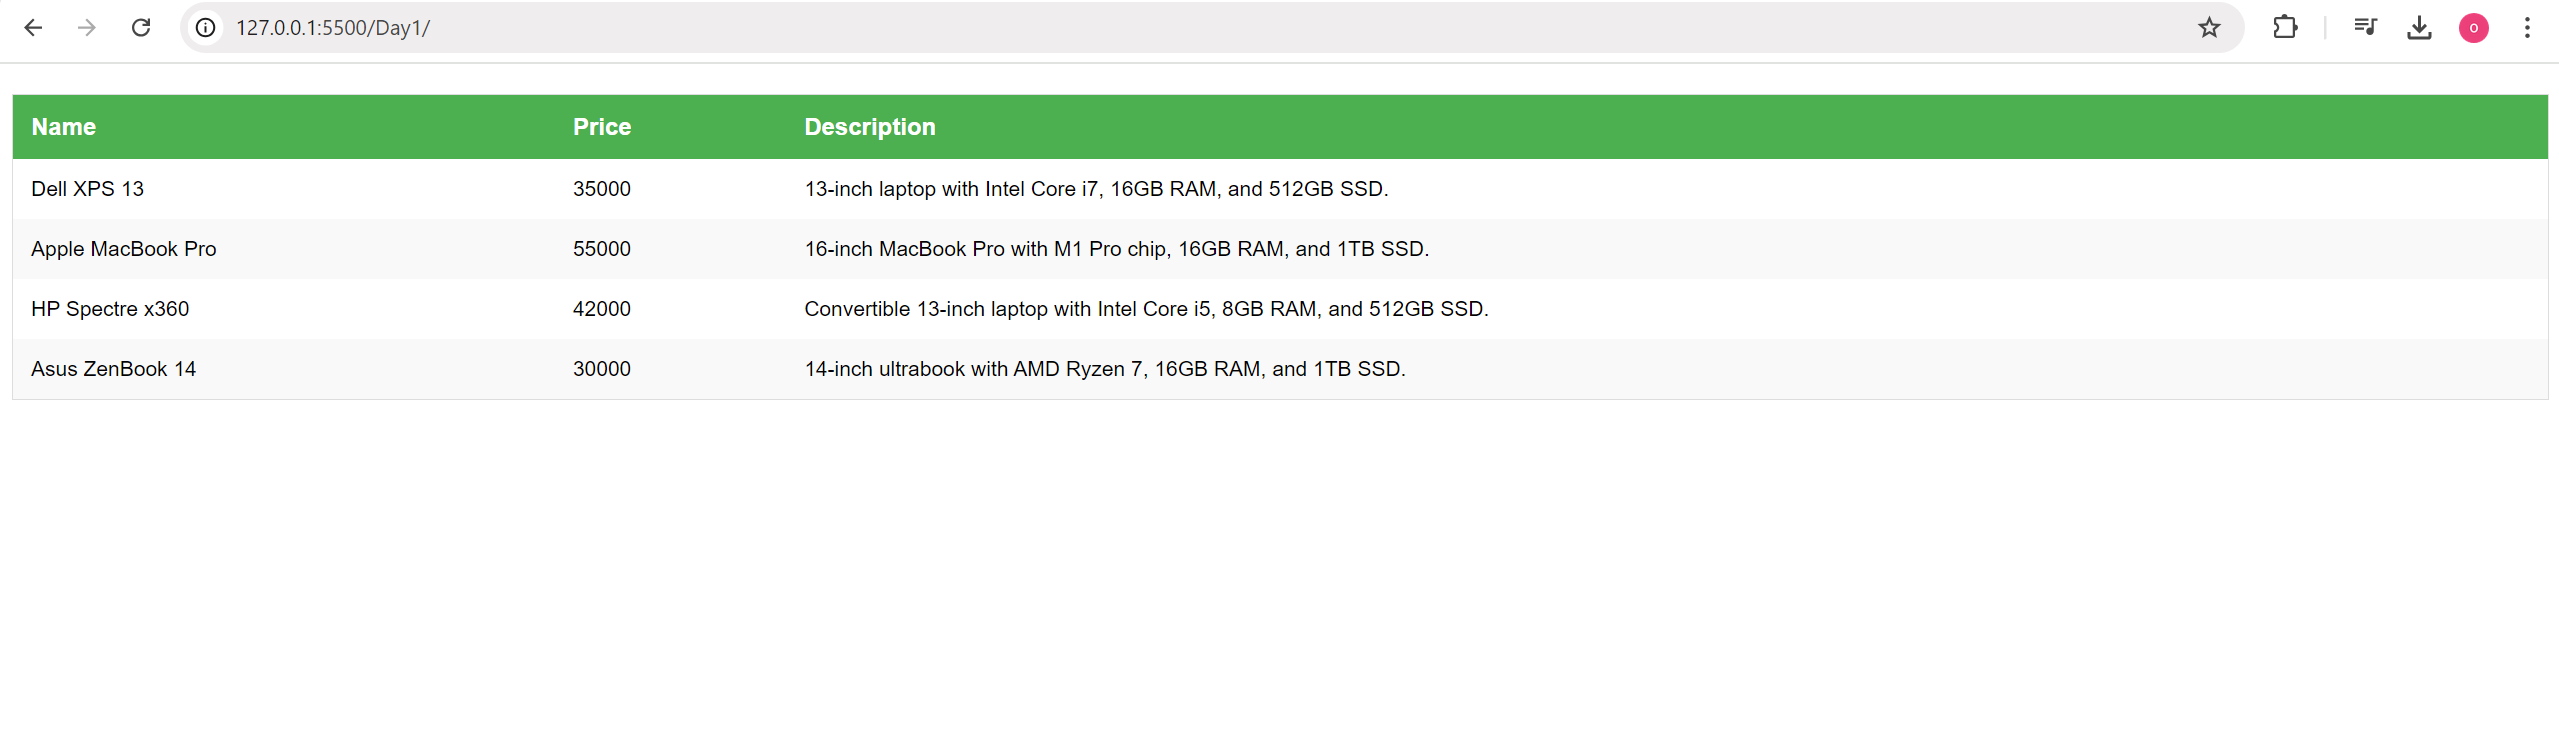 127.0.0.1:5500/Day1/
O
Name Price Description
Dell XPS 13 35000 13-inch laptop with Intel Core i7, 16GB RAM, and 512GB SSD.
Apple MacBook Pro 55000 16-inch MacBook Pro with M1 Pro chip, 16GB RAM, and 1TB SSD.
HP Spectre x360 42000 Convertible 13-inch laptop with Intel Core i5, 8GB RAM, and 512GB SSD.
Asus ZenBook 14 30000 14-inch ultrabook with AMD Ryzen 7, 16GB RAM, and 1TB SSD.